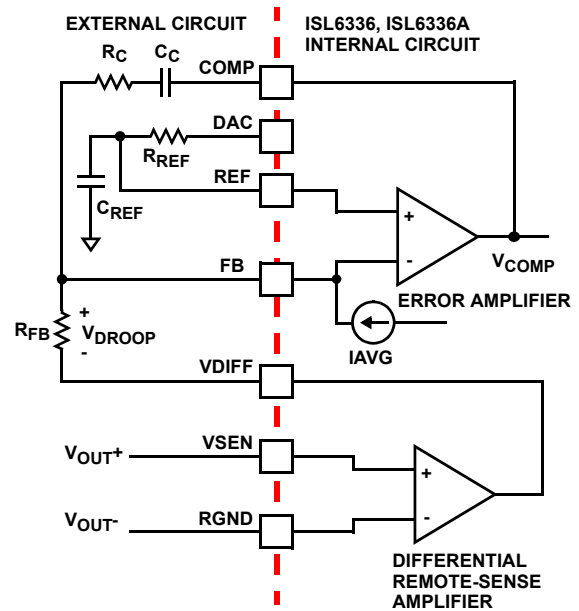 EXTERNAL CIRCUIT
ISL6336, ISL6336A
INTERNAL CIRCUIT
RC
CC
COMP
DAC
RREF
REF
CREF
+
-
VCOMP
FB
ERROR AMPLIFIER
IAVG
RFB
+
VDROOP
-
VDIFF
VOUT+
VSEN
+
-
VOUT-
RGND
DIFFERENTIAL
REMOTE-SENSE
AMPLIFIER